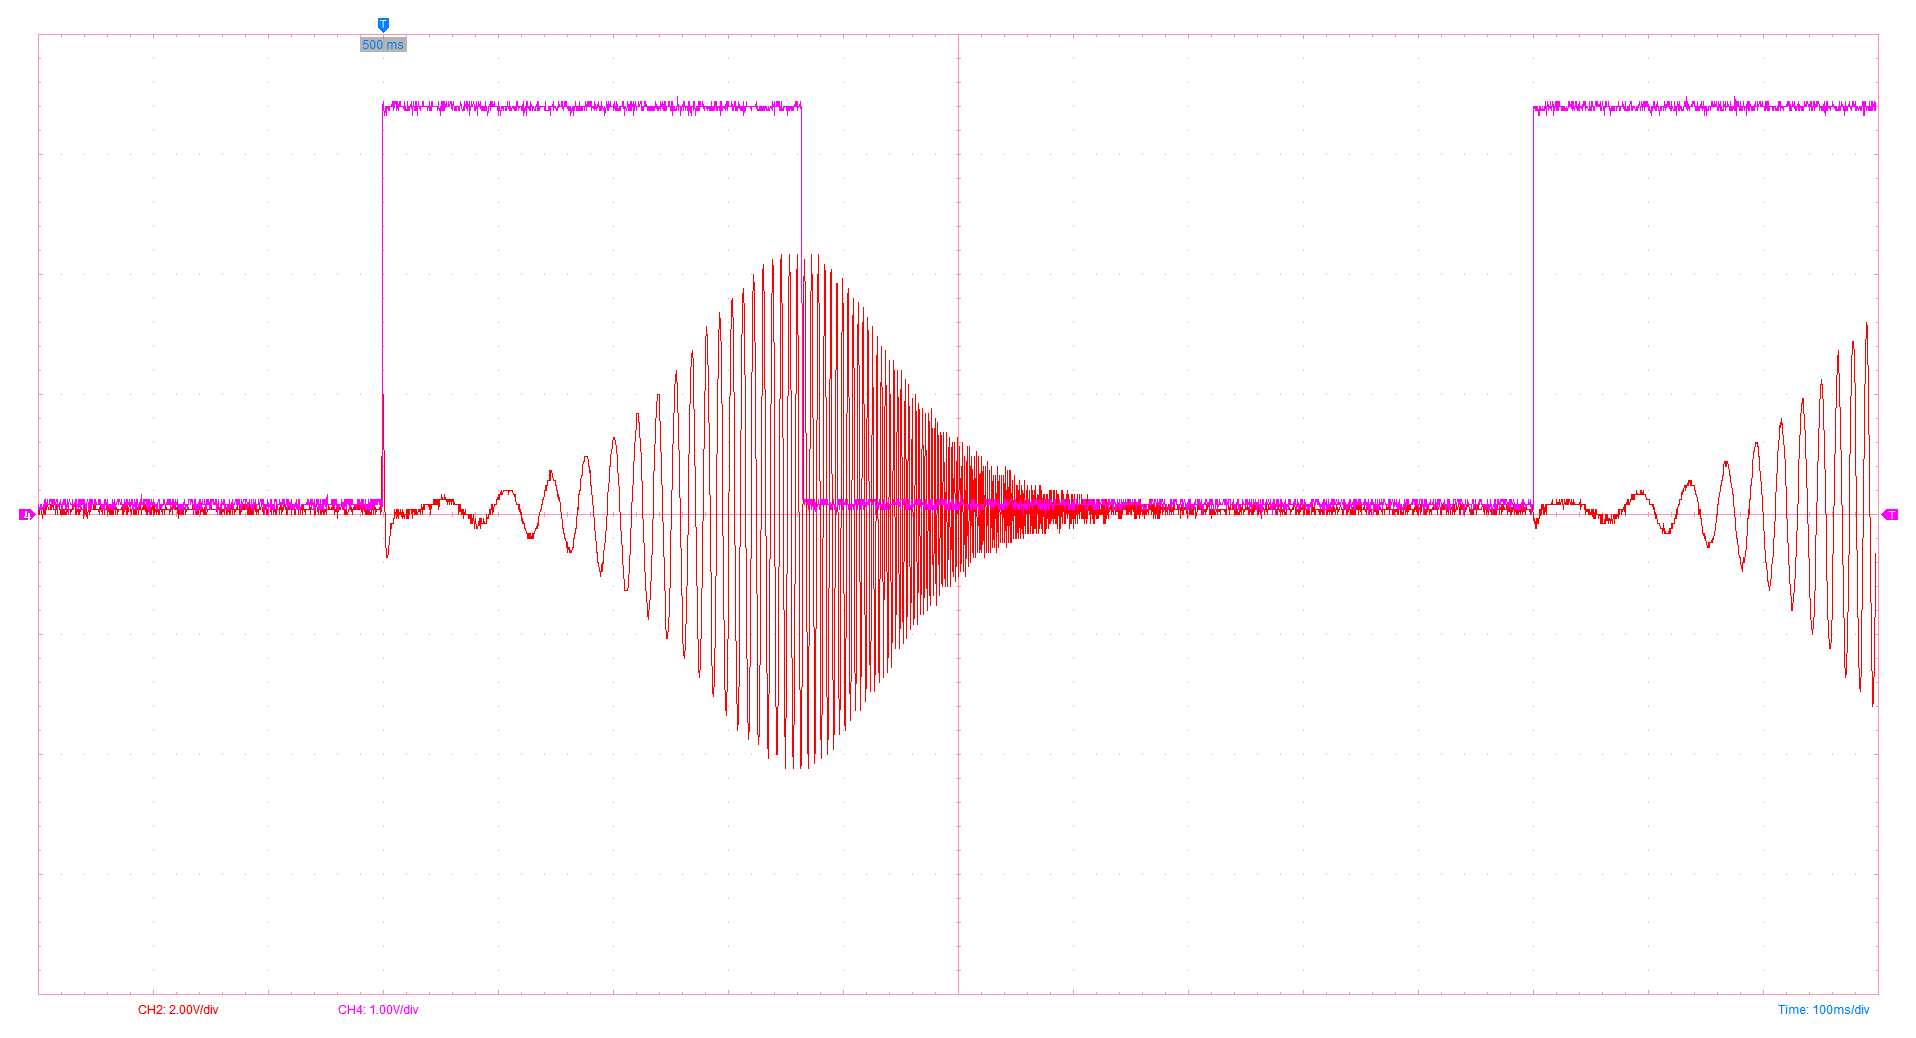 T
500 ms
T
CH2: 2.00V/div CH4: 1.00V/div Time: 100ms/div